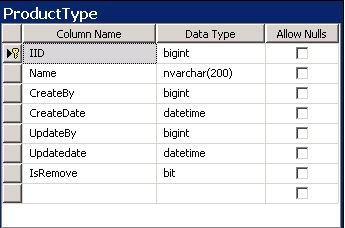 ProductType
Column Name Data Type Allow Nulls
IID bigint
Name nvarchar(200)
CreateBy bigint
CreateDate datetime
UpdateBy bigint
Updatedate datetime
IsRemove bit